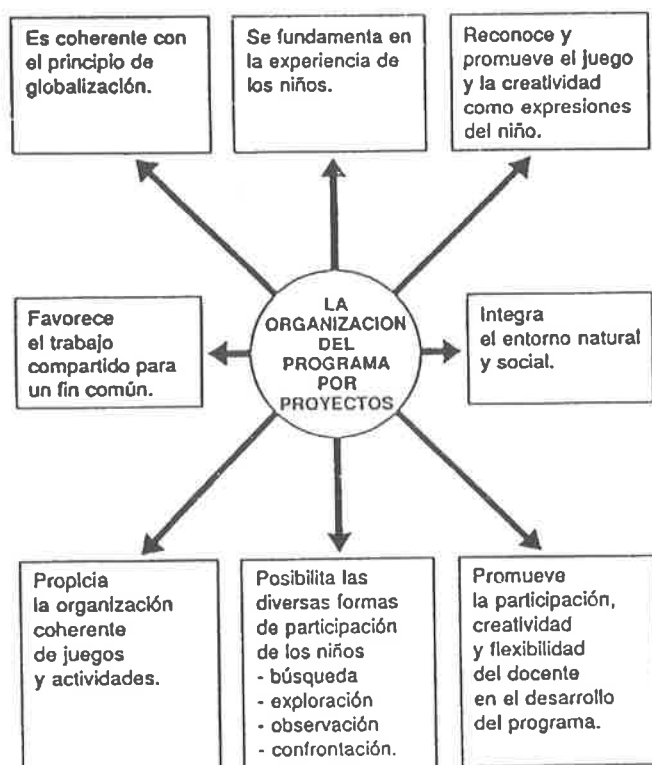 Es coherente con
el principio de
globalización.
Se fundamenta en
la experiencia de
los niños.
Reconoce y
promueve el juego
y la creatividad
como expresiones
del niño.
Favorece
el trabajo
compartido para
un fin común.
LA
ORGANIZACION
DEL
PROGRAMA
POR
PROYECTOS
Integra
el entorno natural
y social.
Propicia
la organización
coherente
de juegos
y actividades.
Posibilita las
diversas formas
de participación
de los niños
- búsqueda
- exploración
- observación
- confrontación.
Promueve
la participación,
creatividad
y flexibilidad
del docente
en el desarrollo
del programa.